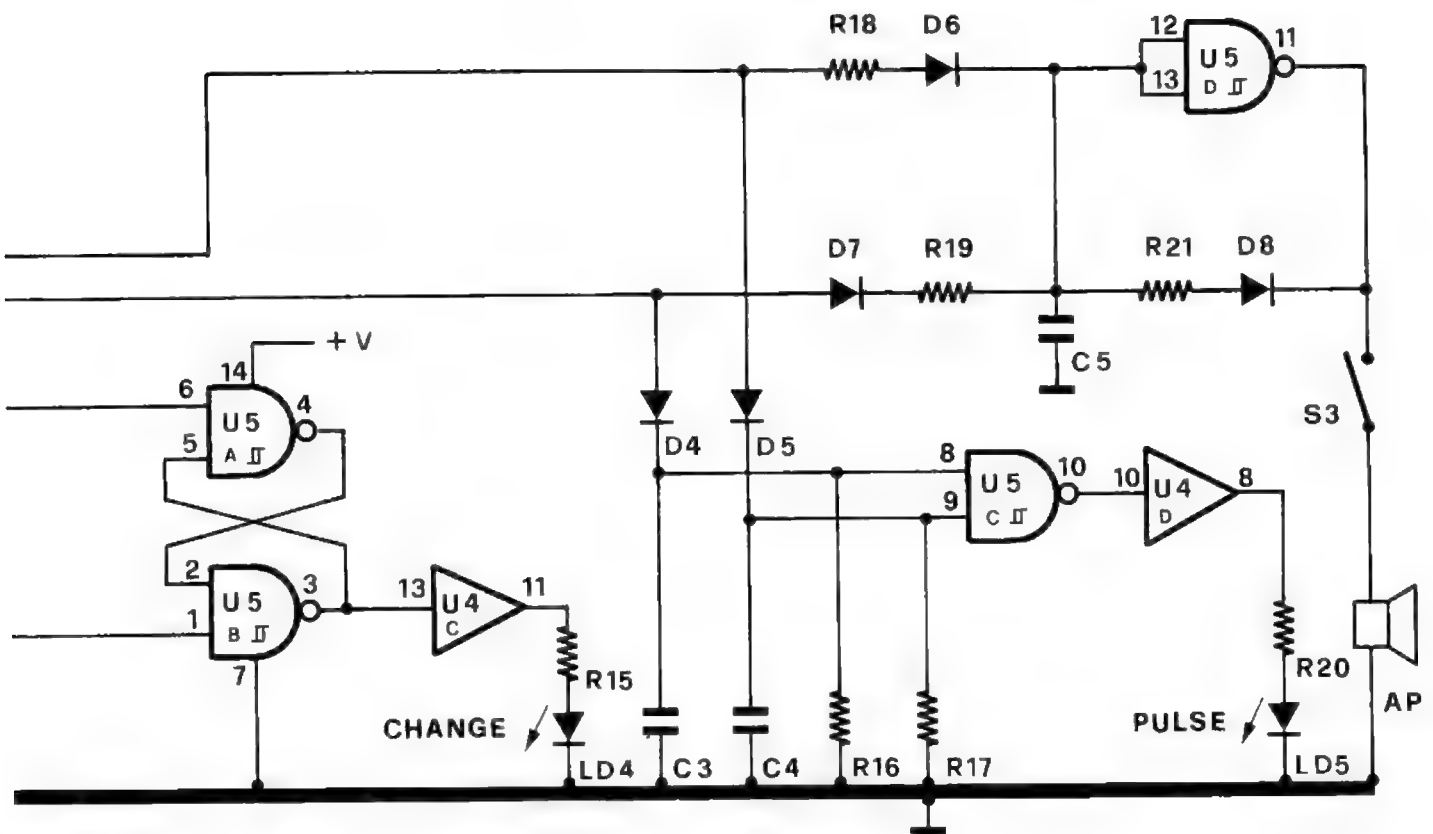 R18 D6
12 11
U5
13 D
D7 R19 R21 D8
+V
14
C5
6 4
U5
5 A
S3
D4 D5
8 10 10 8
U5 U4
9 C D
2 3 13 11
U5 U4
1 B C
7
R15
R20
AP
CHANGE
PULSE
LD4 C3 C4 R16 R17 LD5